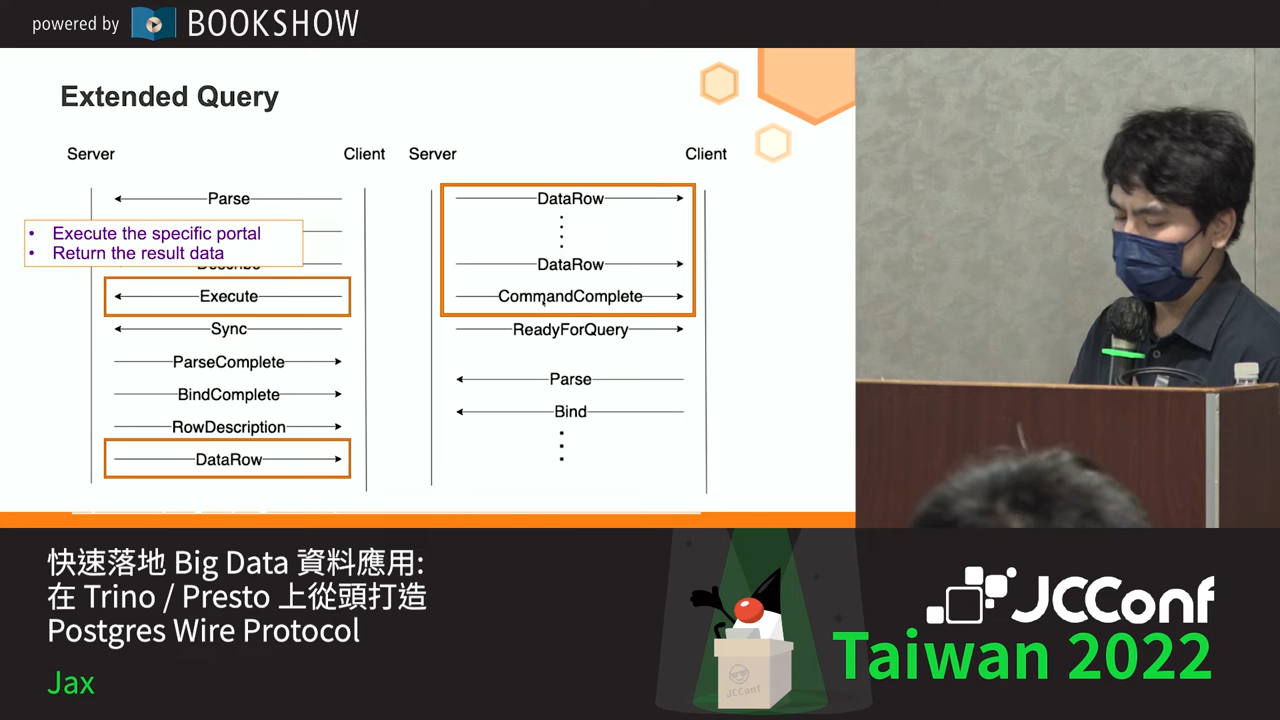 powered by BOOKSHOW
Extended Query
Server Client Server Client
Parse
• Execute the specific portal
• Return the result data
Describe
Execute
Sync
ParseComplete
BindComplete
RowDescription
DataRow
DataRow
DataRow
CommandComplete
ReadyForQuery
Parse
Bind
快速落地 Big Data 資料應用:
在 Trino / Presto 上從頭打造
Postgres Wire Protocol
Jax
JCConf
JCConf
Taiwan 2022